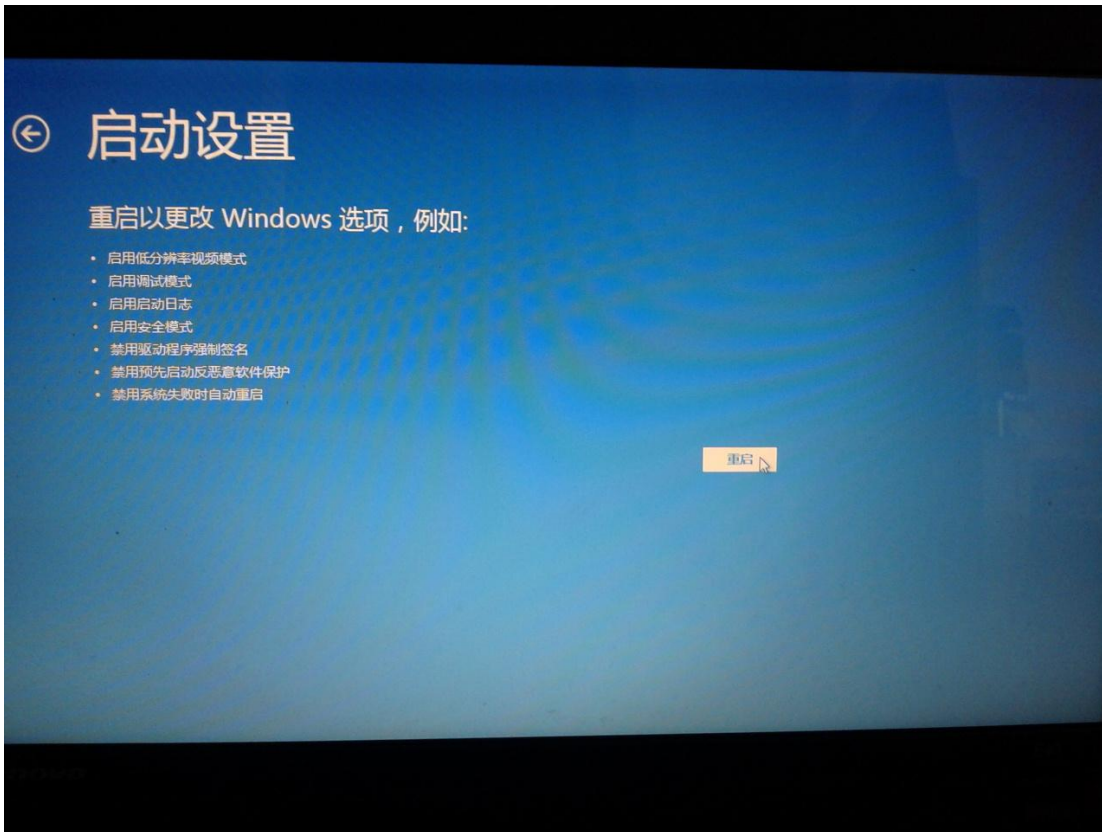 启动设置
重启以更改 Windows 选项，例如:
• 启用低分辨率视频模式
• 启用调试模式
• 启用启动日志
• 启用安全模式
• 禁用驱动程序强制签名
• 禁用预先启动反恶意软件保护
• 禁用系统失败时自动重启
重启